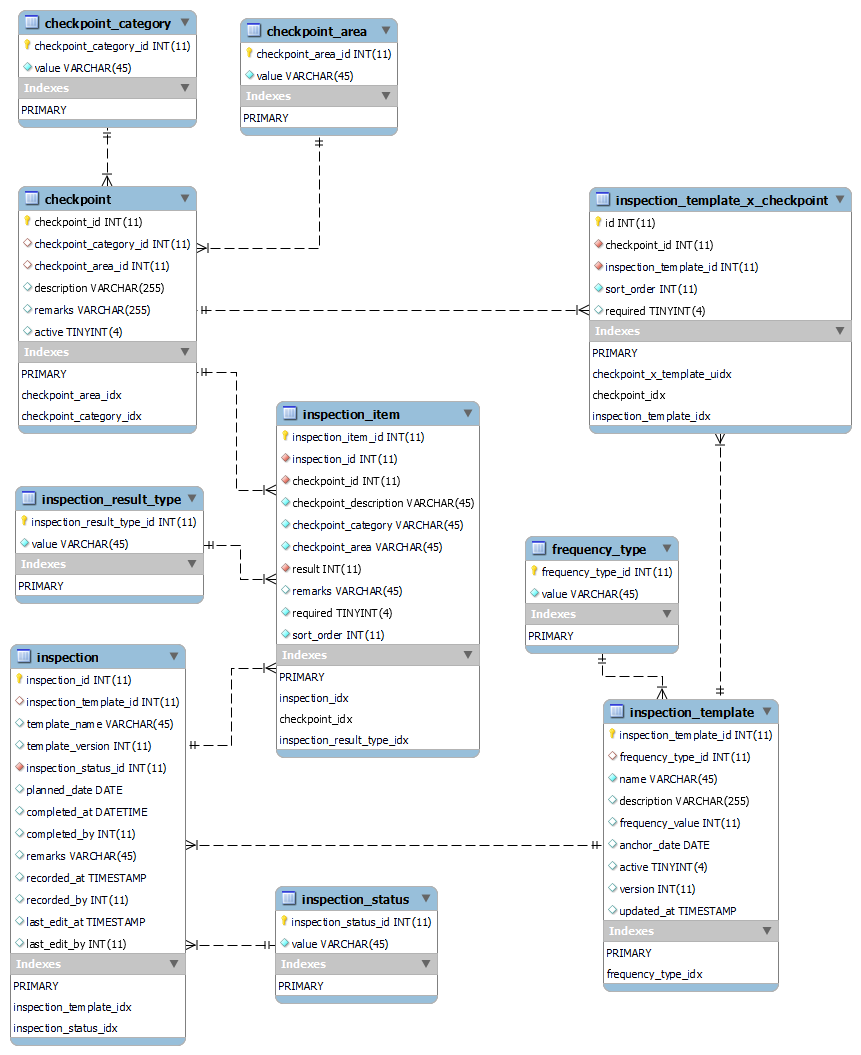 checkpoint_category
checkpoint_category_id INT(11)
value VARCHAR(45)
Indexes
PRIMARY
checkpoint_area
checkpoint_area_id INT(11)
value VARCHAR(45)
Indexes
PRIMARY
checkpoint
checkpoint_id INT(11)
checkpoint_category_id INT(11)
checkpoint_area_id INT(11)
description VARCHAR(255)
remarks VARCHAR(255)
active TINYINT(4)
Indexes
PRIMARY
checkpoint_area_idx
checkpoint_category_idx
inspection_template_x_checkpoint
id INT(11)
checkpoint_id INT(11)
inspection_template_id INT(11)
sort_order INT(11)
required TINYINT(4)
Indexes
PRIMARY
checkpoint_x_template_uidx
checkpoint_idx
inspection_template_idx
inspection_item
inspection_item_id INT(11)
inspection_id INT(11)
checkpoint_id INT(11)
checkpoint_description VARCHAR(45)
checkpoint_category VARCHAR(45)
checkpoint_area VARCHAR(45)
result INT(11)
remarks VARCHAR(45)
required TINYINT(4)
sort_order INT(11)
Indexes
PRIMARY
inspection_idx
checkpoint_idx
inspection_result_type_idx
inspection_result_type
inspection_result_type_id INT(11)
value VARCHAR(45)
Indexes
PRIMARY
frequency_type
frequency_type_id INT(11)
value VARCHAR(45)
Indexes
PRIMARY
inspection
inspection_id INT(11)
inspection_template_id INT(11)
template_name VARCHAR(45)
template_version INT(11)
inspection_status_id INT(11)
planned_date DATE
completed_at DATETIME
completed_by INT(11)
remarks VARCHAR(45)
recorded_at TIMESTAMP
recorded_by INT(11)
last_edit_at TIMESTAMP
last_edit_by INT(11)
Indexes
PRIMARY
inspection_template_idx
inspection_status_idx
inspection_template
inspection_template_id INT(11)
frequency_type_id INT(11)
name VARCHAR(45)
description VARCHAR(255)
frequency_value INT(11)
anchor_date DATE
active TINYINT(4)
version INT(11)
updated_at TIMESTAMP
Indexes
PRIMARY
frequency_type_idx
inspection_status
inspection_status_id INT(11)
value VARCHAR(45)
Indexes
PRIMARY